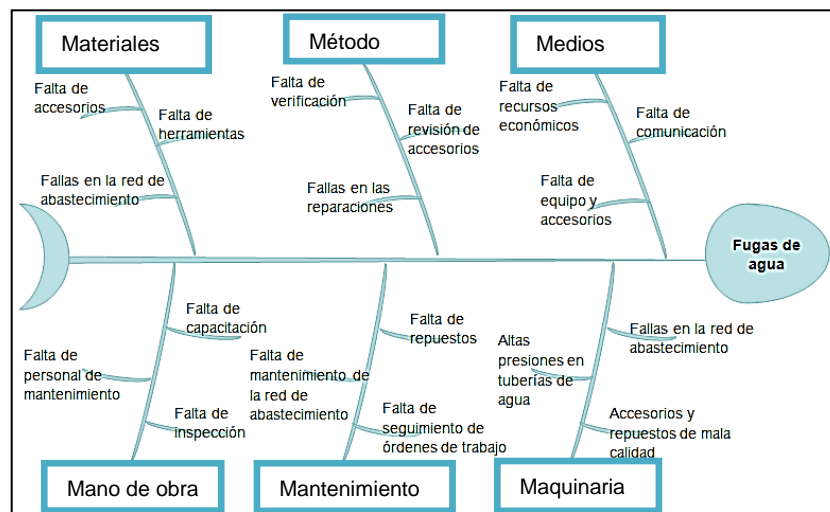 Materiales
Método
Medios
Falta de
accesorios
Falta de
herramientas
Fallas en la red de
abastecimiento
Falta de
verificación
Falta de
revisión de
accesorios
Fallas en las
reparaciones
Falta de
recursos
económicos
Falta de
comunicación
Falta de
equipo y
accesorios
Fugas de
agua
Falta de
capacitación
Falta de
personal de
mantenimiento
Falta de
inspección
Falta de
repuestos
Falta de
mantenimiento de
la red de
abastecimiento
Falta de
seguimiento de
órdenes de trabajo
Fallas en la red de
abastecimiento
Altas
presiones en
tuberías de
agua
Accesorios y
repuestos de mala
calidad
Mano de obra
Mantenimiento
Maquinaria